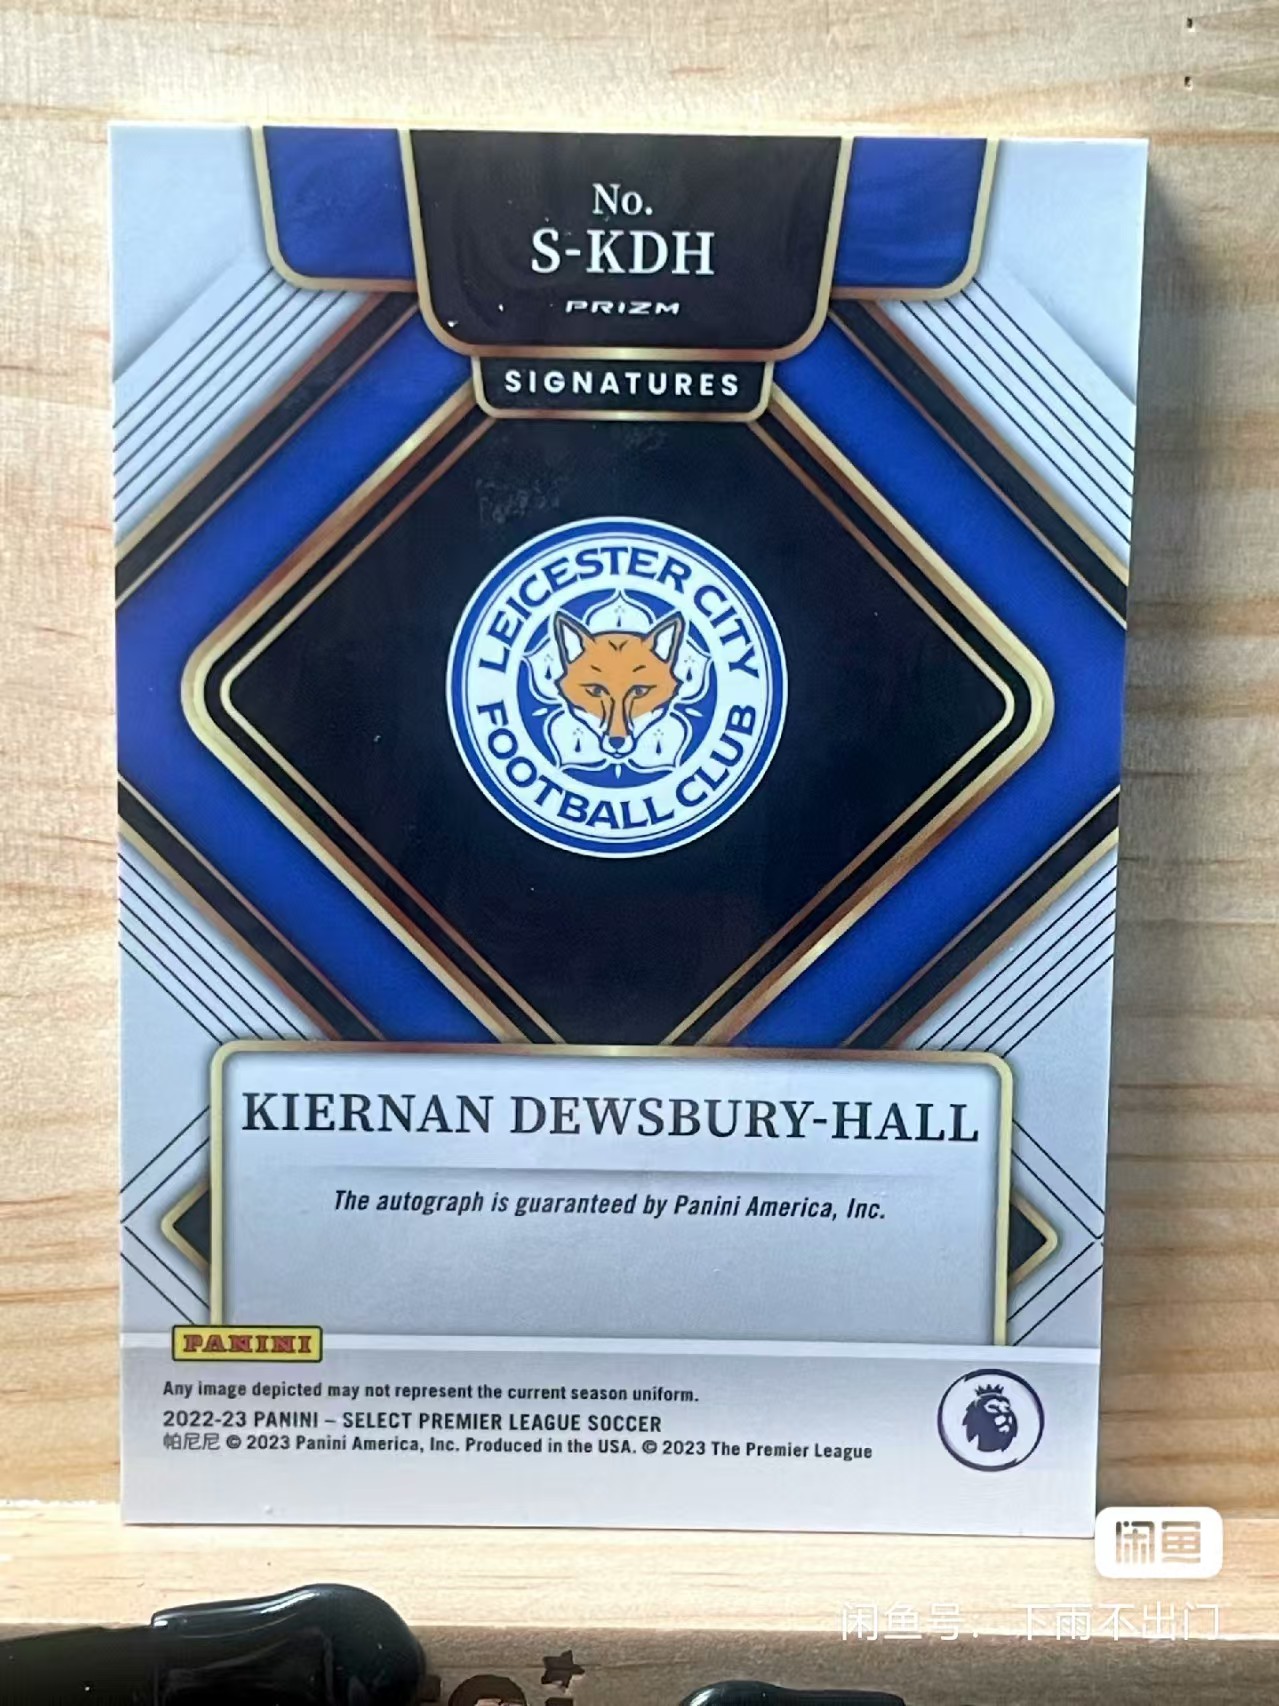 No.
S-KDH
PRIZM
SIGNATURES
LEICESTER CITY
FOOTBALL CLUB
KIERNAN DEWSBURY-HALL
The autograph is guaranteed by Panini America, Inc.
PANINI
Any image depicted may not represent the current season uniform.
2022-23 PANINI – SELECT PREMIER LEAGUE SOCCER
帕尼尼 © 2023 Panini America, Inc. Produced in the USA. © 2023 The Premier League
闲鱼
闲鱼号：下雨不出门